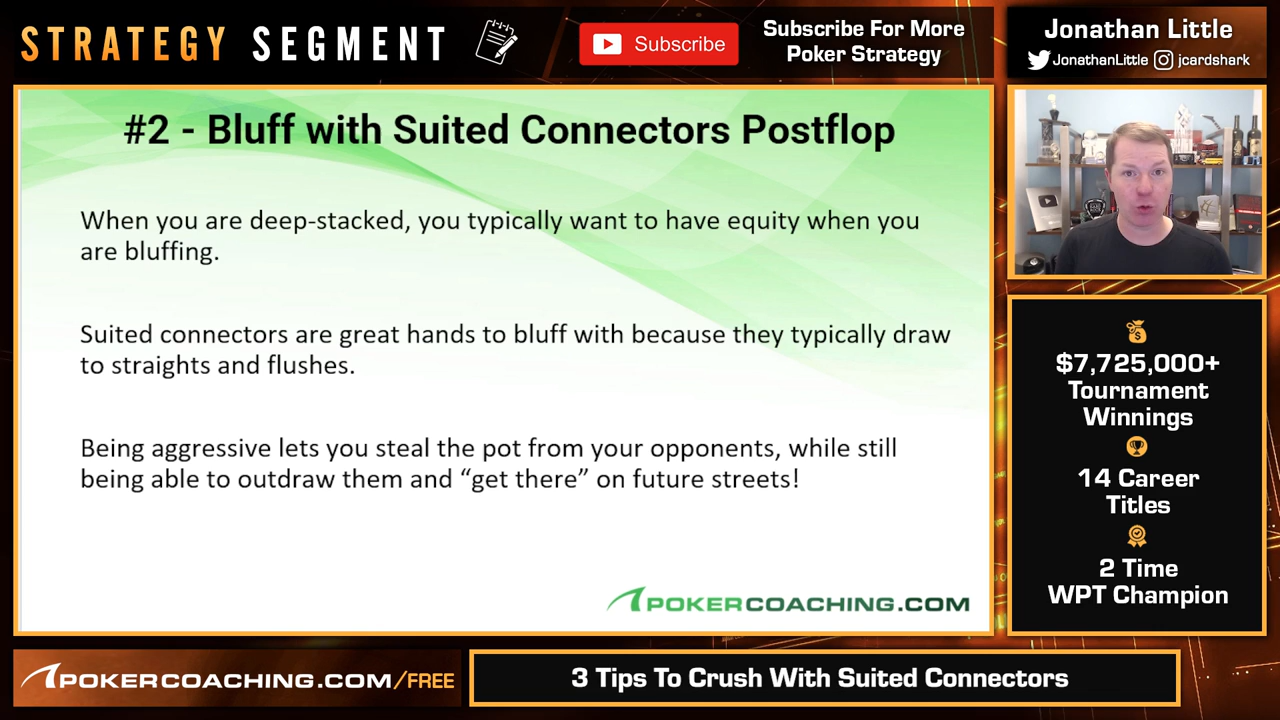 STRATEGY SEGMENT
Subscribe
Subscribe For More
Poker Strategy
Jonathan Little
JonathanLittle jcardshark
#2 - Bluff with Suited Connectors Postflop
When you are deep-stacked, you typically want to have equity when you
are bluffing.
Suited connectors are great hands to bluff with because they typically draw
to straights and flushes.
Being aggressive lets you steal the pot from your opponents, while still
being able to outdraw them and “get there” on future streets!
POKERCOACHING.COM
$7,725,000+
Tournament
Winnings
14 Career
Titles
2 Time
WPT Champion
POKERCOACHING.COM/FREE
3 Tips To Crush With Suited Connectors